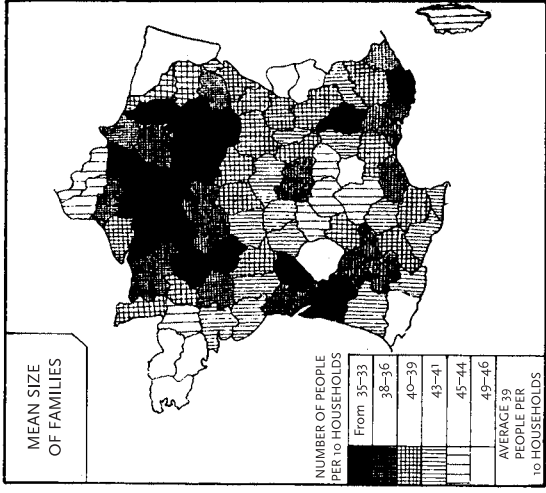 MEAN SIZE
OF FAMILIES
NUMBER OF PEOPLE
PER 10 HOUSEHOLDS
From 35–33
38–36
40–39
43–41
45–44
49–46
AVERAGE 39
PEOPLE PER
10 HOUSEHOLDS